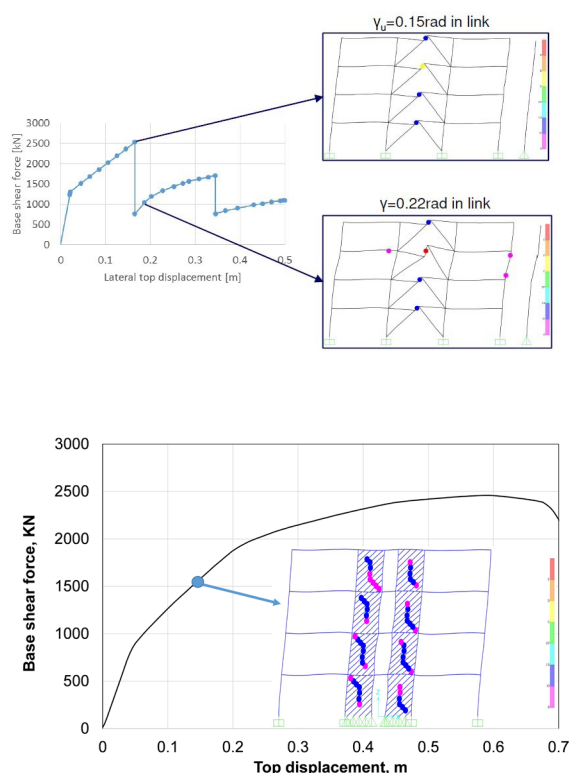 γu=0.15rad in link
3000
2500
2000
1500
1000
500
0
Base shear force [kN]
0 0.1 0.2 0.3 0.4 0.5
Lateral top displacement [m]
γ=0.22rad in link
3000
2500
2000
1500
1000
500
0
Base shear force, KN
0 0.1 0.2 0.3 0.4 0.5 0.6 0.7
Top displacement, m